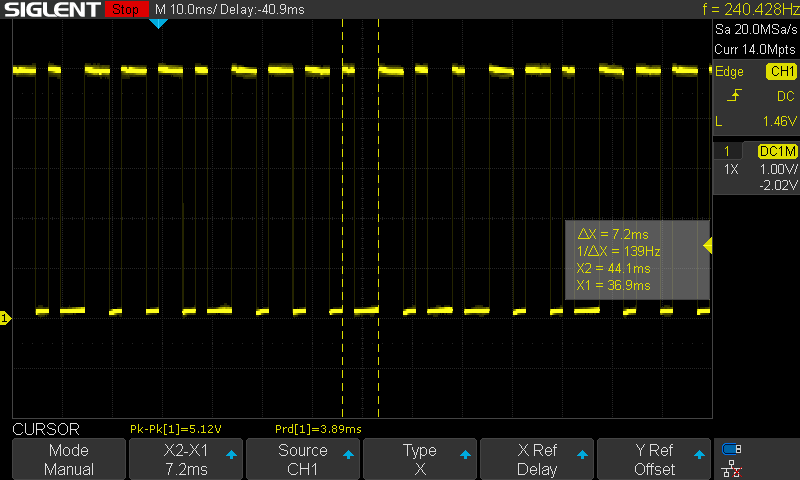 SIGLENT Stop M 10.0ms/ Delay:-40.9ms f = 240.428Hz
Sa 20.0MSa/s
Curr 14.0Mpts
Edge CH1
DC
L 1.46V
1 DC1M
1X 1.00V/
-2.02V
ΔX = 7.2ms
1/ΔX = 139Hz
X2 = 44.1ms
X1 = 36.9ms
1
CURSOR Pk-Pk[1]=5.12V Prd[1]=3.89ms
Mode X2-X1 Source Type X Ref Y Ref
Manual 7.2ms CH1 X Delay Offset